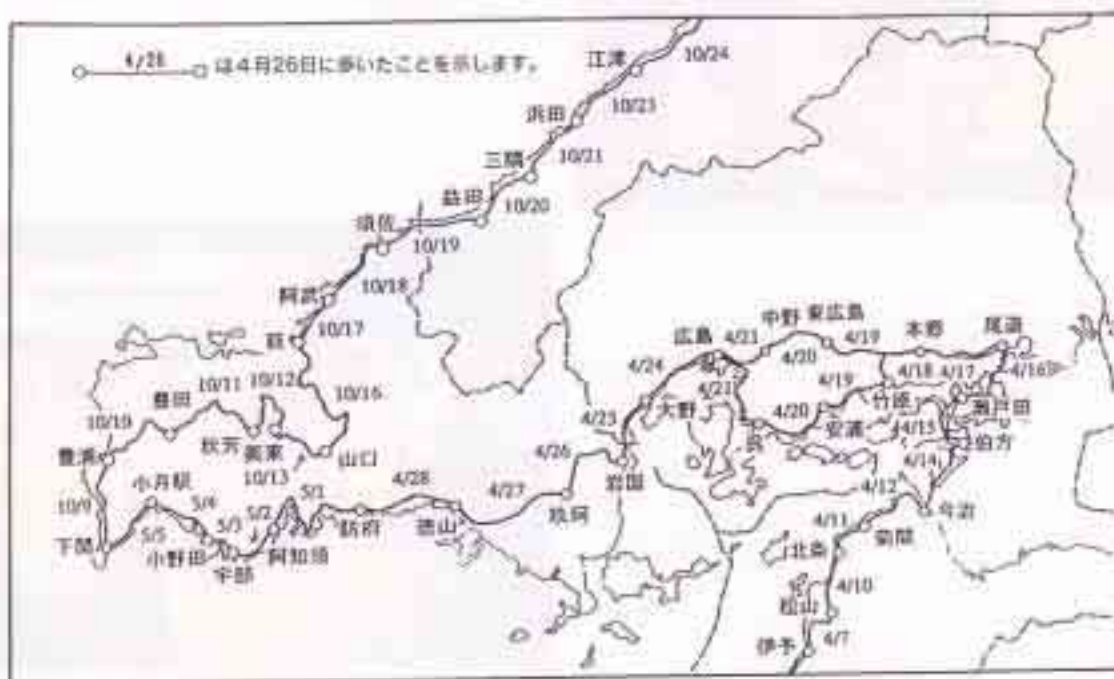 4/26 は4月26日に歩いたことを示します。
江津
10/24
10/23
浜田
10/21
三隅
10/20
益田
10/19
須佐
10/18
阿武
10/17
萩
10/16
10/12
10/11
豊田
10/10
豊浜
秋芳
美東
10/13
山口
10/9
下関
小月駅
5/5
5/4
小野田
5/3
宇部
5/2
阿知須
5/1
防府
4/28
徳山
4/27
玖珂
4/26
岩国
4/23
4/24
大野
広島
4/21
中野
東広島
4/20
4/19
本郷
尾道
4/21
4/19
4/18
4/17
4/16
呉
4/20
安浦
竹原
瀬戸田
4/15
伯方
4/14
4/12
今治
4/11
菊間
北条
4/10
松山
4/7
伊予